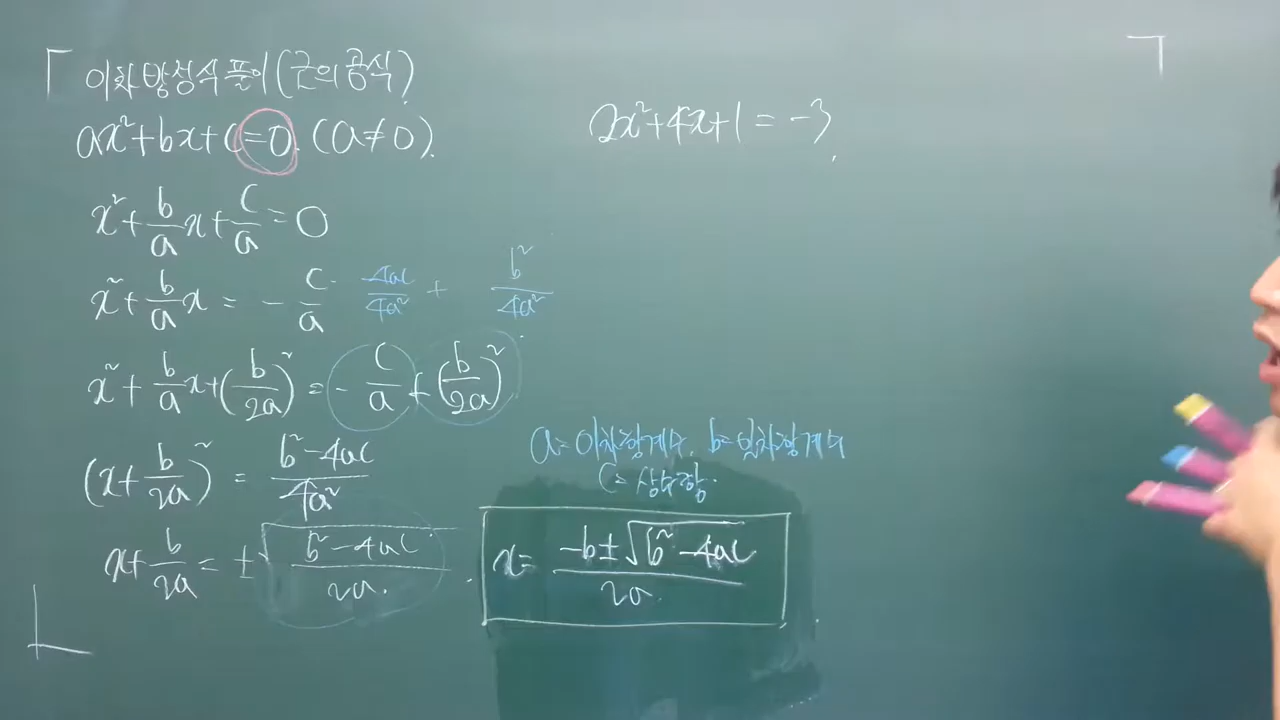 이차방정식 풀이 (근의 공식)
ax²+bx+c=0. (a≠0).
x²+b/a x+c/a=0
x²+b/a x = -c/a 4ac/4a² + b²/4a²
x²+b/a x+(b/2a)²=-c/a+(b/2a)²
(x+b/2a)² = b²-4ac/4a²
x+b/2a=±√b²-4ac/2a.
2x²+4x+1=-3
a=이차항계수. b=일차항계수
c=상수항.
x=-b±√b²-4ac/2a.